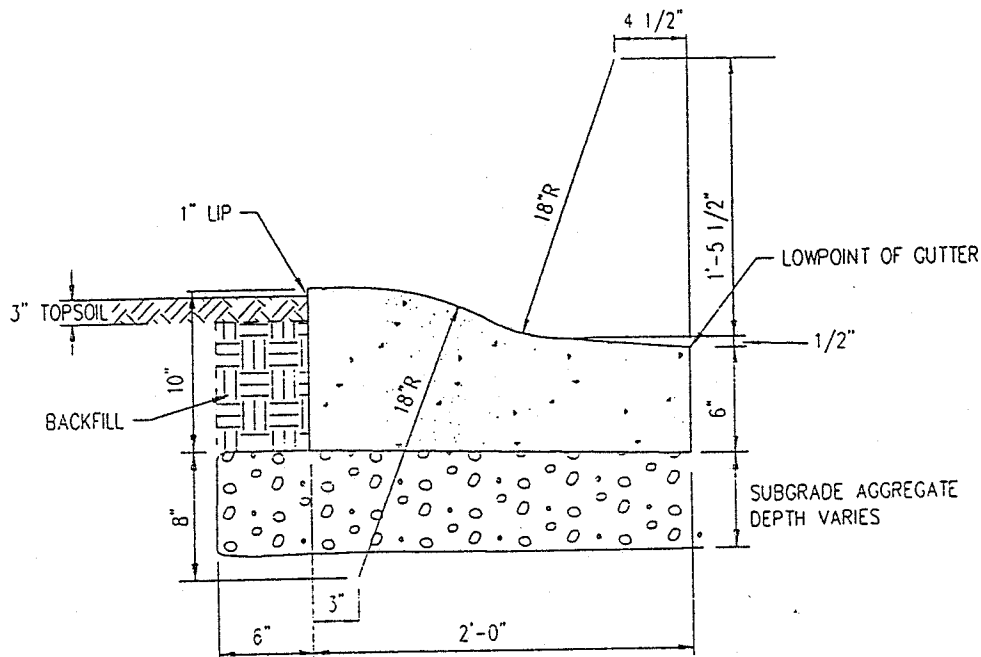 4 1/2"
18"R
1'-5 1/2"
1" LIP
LOWPOINT OF GUTTER
3" TOPSOIL
1/2"
10"
18"R
6"
BACKFILL
8"
SUBGRADE AGGREGATE
DEPTH VARIES
3"
6"
2'-0"